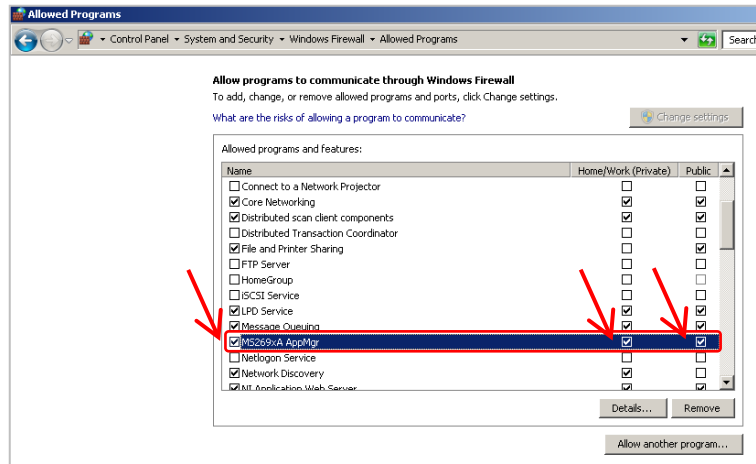 Allowed Programs
Control Panel System and Security Windows Firewall Allowed Programs Search
Allow programs to communicate through Windows Firewall
To add, change, or remove allowed programs and ports, click Change settings.
What are the risks of allowing a program to communicate? Change settings
Allowed programs and features:
Name Home/Work (Private) Public
Connect to a Network Projector
Core Networking
Distributed scan client components
Distributed Transaction Coordinator
File and Printer Sharing
FTP Server
HomeGroup
iSCSI Service
LPD Service
Message Queuing
MS269xA AppMgr
Netlogon Service
Network Discovery
NI Application Web Server
Details... Remove
Allow another program...